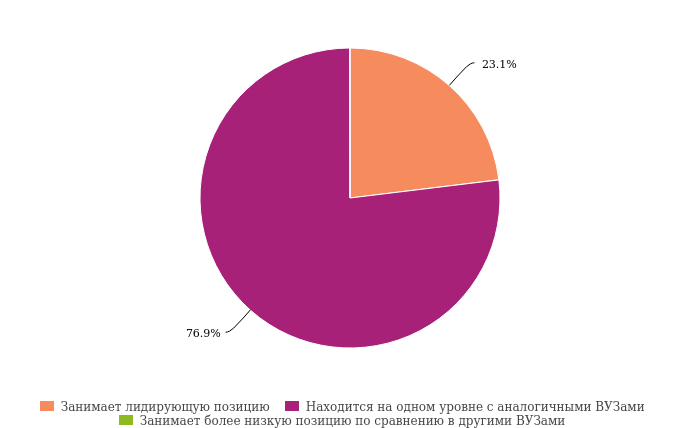 23.1%
76.9%
Занимает лидирующую позицию
Находится на одном уровне с аналогичными ВУЗами
Занимает более низкую позицию по сравнению в другими ВУЗами